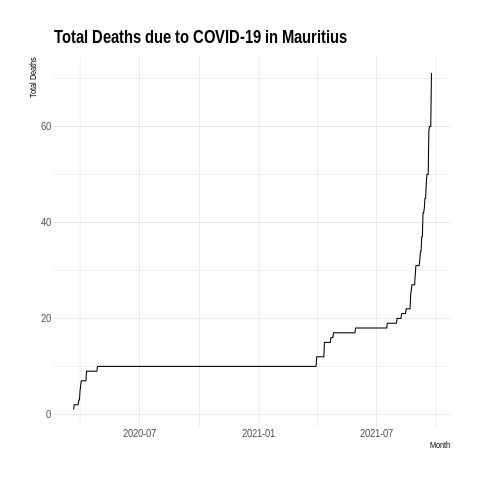 Total Deaths due to COVID-19 in Mauritius
Total Deaths
60
40
20
0
2020-07 2021-01 2021-07
Month